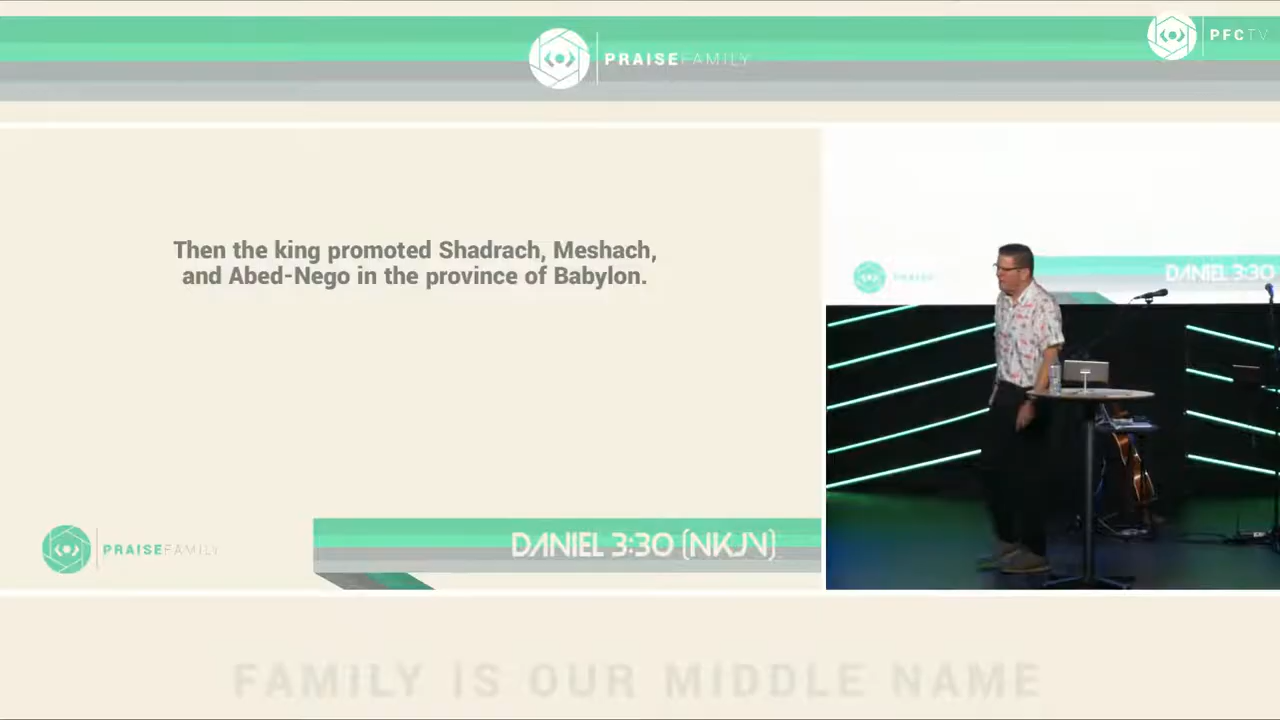 PRAISEFAMILY
PFCTV
Then the king promoted Shadrach, Meshach,
and Abed-Nego in the province of Babylon.
PRAISE
DANIEL 3:30
PRAISEFAMILY
DANIEL 3:30 (NKJV)
FAMILY IS OUR MIDDLE NAME